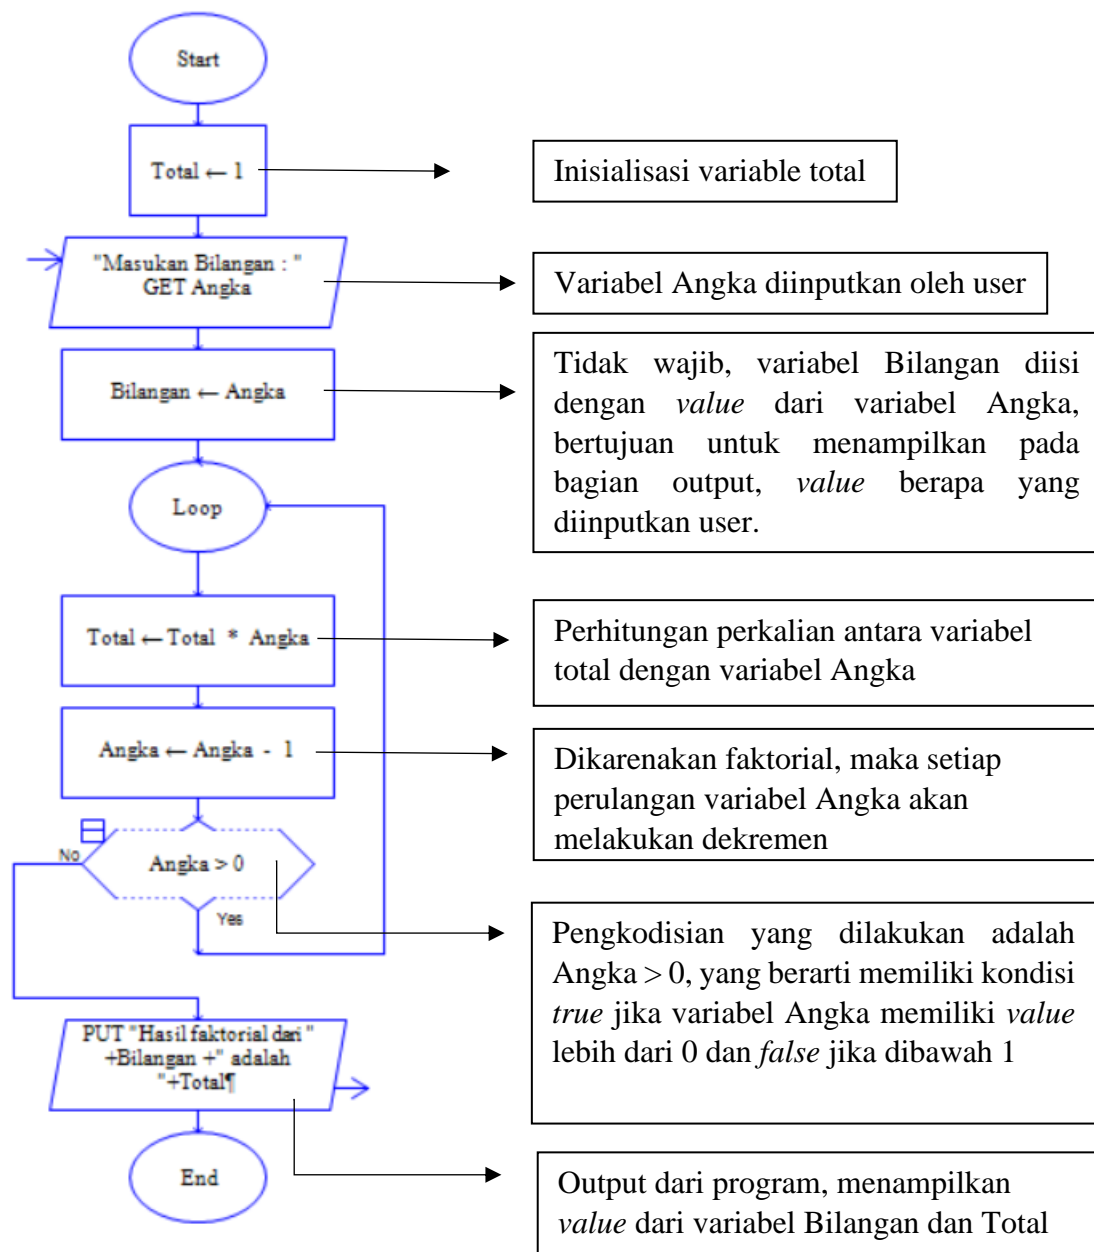 Start
Total ← 1
Inisialisasi variable total
"Masukan Bilangan : "
GET Angka
Variabel Angka diinputkan oleh user
Bilangan ← Angka
Tidak wajib, variabel Bilangan diisi
dengan value dari variabel Angka,
bertujuan untuk menampilkan pada
bagian output, value berapa yang
diinputkan user.
Loop
Total ← Total * Angka
Perhitungan perkalian antara variabel
total dengan variabel Angka
Angka ← Angka - 1
Dikarenakan faktorial, maka setiap
perulangan variabel Angka akan
melakukan dekremen
No
Angka > 0
Yes
Pengkodisian yang dilakukan adalah
Angka > 0, yang berarti memiliki kondisi
true jika variabel Angka memiliki value
lebih dari 0 dan false jika dibawah 1
PUT "Hasil faktorial dari "
+Bilangan +" adalah
"+Total¶
End
Output dari program, menampilkan
value dari variabel Bilangan dan Total